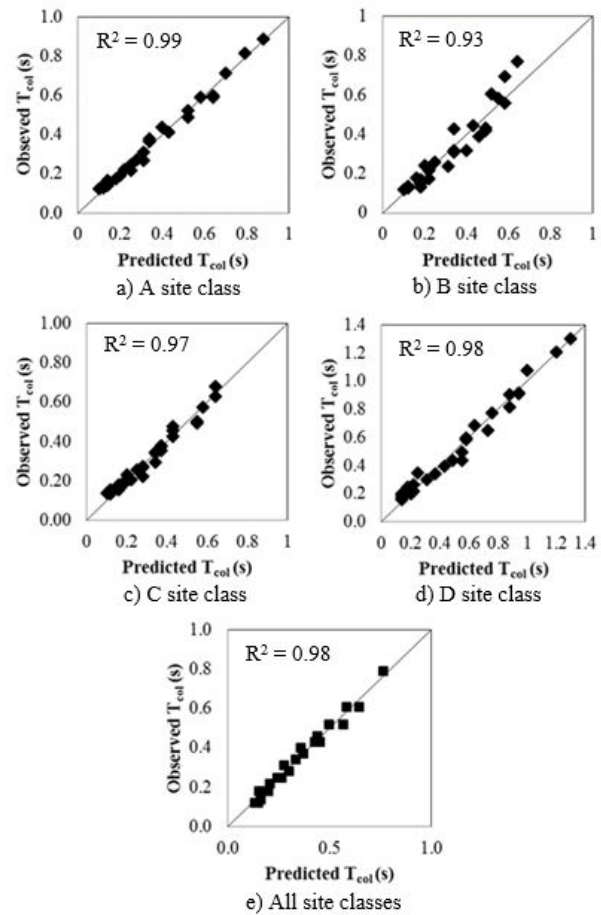 Obseved T_col (s)
1.0
R² = 0.99
0.8
0.6
0.4
0.2
0.0
0 0.2 0.4 0.6 0.8 1
Predicted T_col (s)
a) A site class
Observed T_col (s)
1
R² = 0.93
0.8
0.6
0.4
0.2
0
0 0.2 0.4 0.6 0.8 1
Predicted T_col (s)
b) B site class
Observed T_col (s)
1.00
R² = 0.97
0.80
0.60
0.40
0.20
0.00
0 0.2 0.4 0.6 0.8 1
Predicted T_col (s)
c) C site class
Observed T_col (s)
1.4
R² = 0.98
1.2
1.0
0.8
0.6
0.4
0.2
0.0
0 0.2 0.4 0.6 0.8 1 1.2 1.4
Predicted T_col (s)
d) D site class
Observed T_col (s)
1.0
R² = 0.98
0.8
0.6
0.4
0.2
0.0
0.0 0.5 1.0
Predicted T_col (s)
e) All site classes